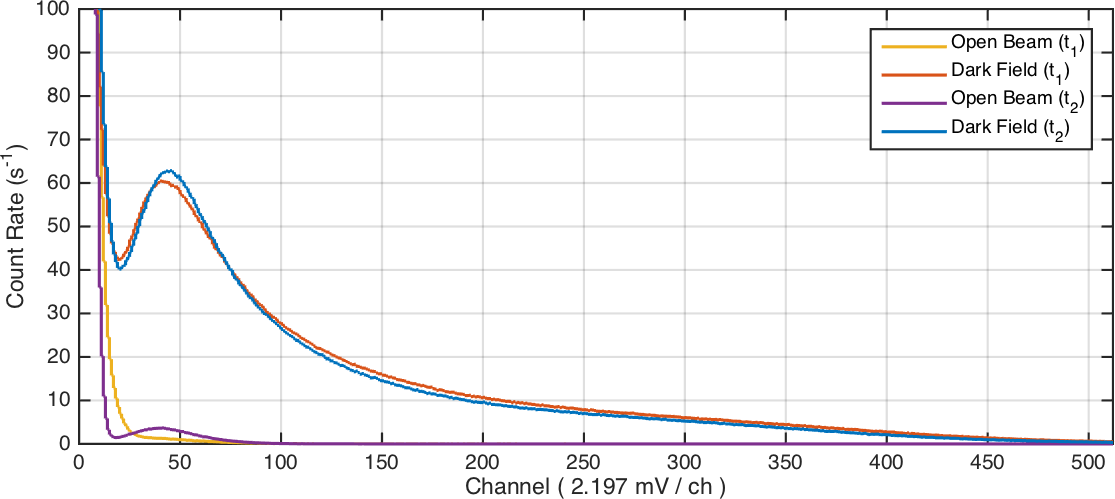 100
90
80
70
60
50
40
30
20
10
0
Count Rate (s⁻¹)
0 50 100 150 200 250 300 350 400 450 500
Channel ( 2.197 mV / ch )
Open Beam (t₁)
Dark Field (t₁)
Open Beam (t₂)
Dark Field (t₂)